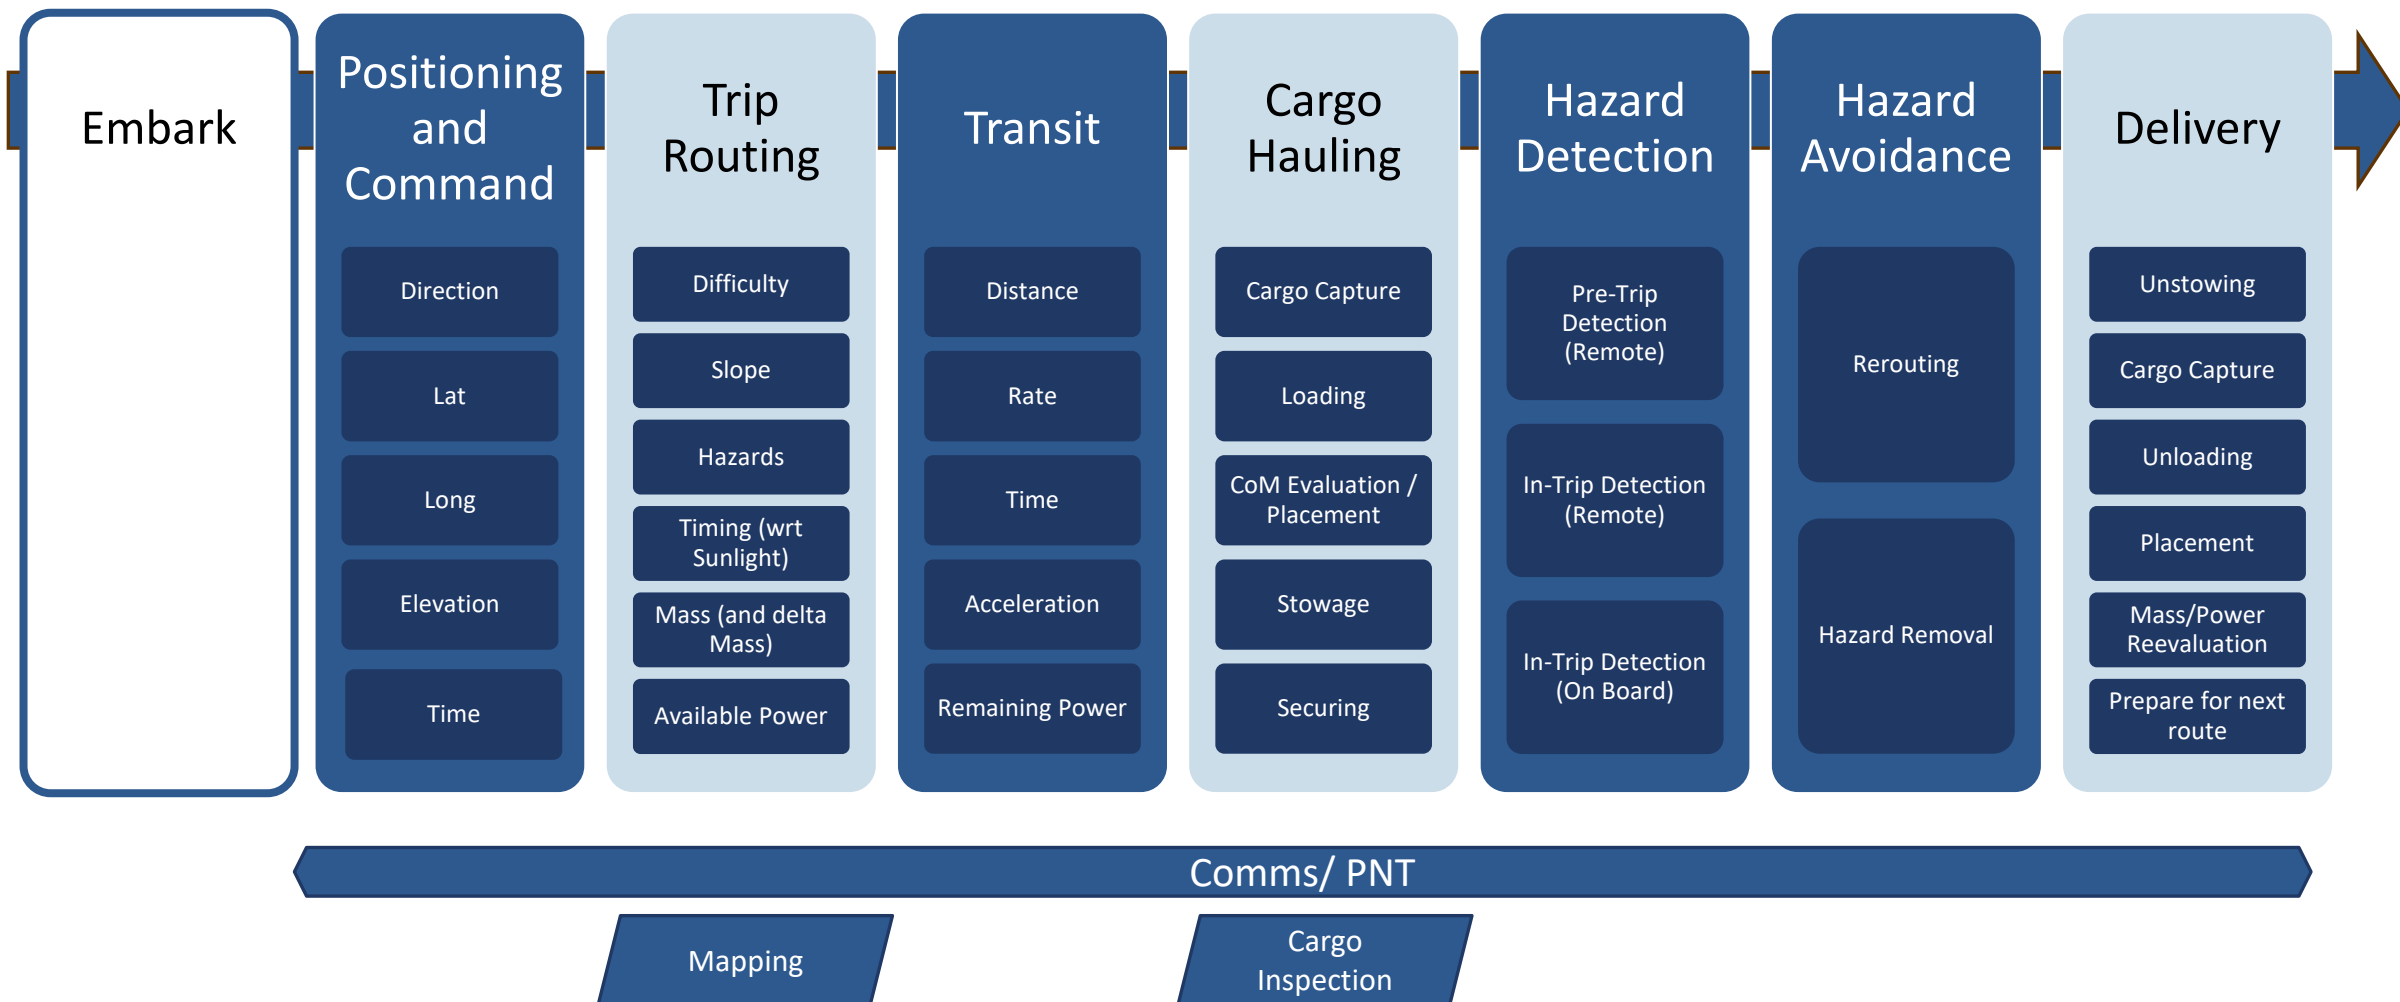 Embark
Positioning
and
Command
Direction
Lat
Long
Elevation
Time
Trip
Routing
Difficulty
Slope
Hazards
Timing (wrt
Sunlight)
Mass (and delta
Mass)
Available Power
Transit
Distance
Rate
Time
Acceleration
Remaining Power
Cargo
Hauling
Cargo Capture
Loading
CoM Evaluation /
Placement
Stowage
Securing
Hazard
Detection
Pre-Trip
Detection
(Remote)
In-Trip Detection
(Remote)
In-Trip Detection
(On Board)
Hazard
Avoidance
Rerouting
Hazard Removal
Delivery
Unstowing
Cargo Capture
Unloading
Placement
Mass/Power
Reevaluation
Prepare for next
route
Comms/ PNT
Mapping
Cargo
Inspection